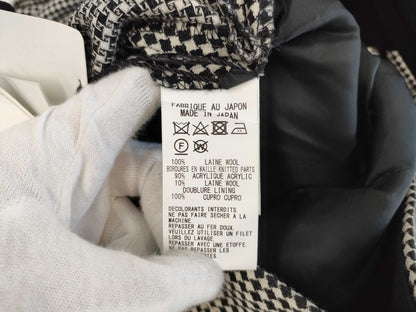 FABRIQUE AU JAPON
MADE IN JAPAN
F W
100% LAINE WOOL
BORDURES EN MAILLE KNITTED PARTS
90% ACRYLIQUE ACRYLIC
10% LAINE WOOL
DOUBLURE LINING
100% CUPRO CUPRO
DECOLORANTS INTERDITS.
NE PAS FAIRE SECHER A LA
MACHINE.
REPASSER AU FER DOUX.
VEUILLEZ UTILISER UN FILET
LORS DU LAVAGE.
REPASSER AVEC UNE ETOFFE.
NE PAS